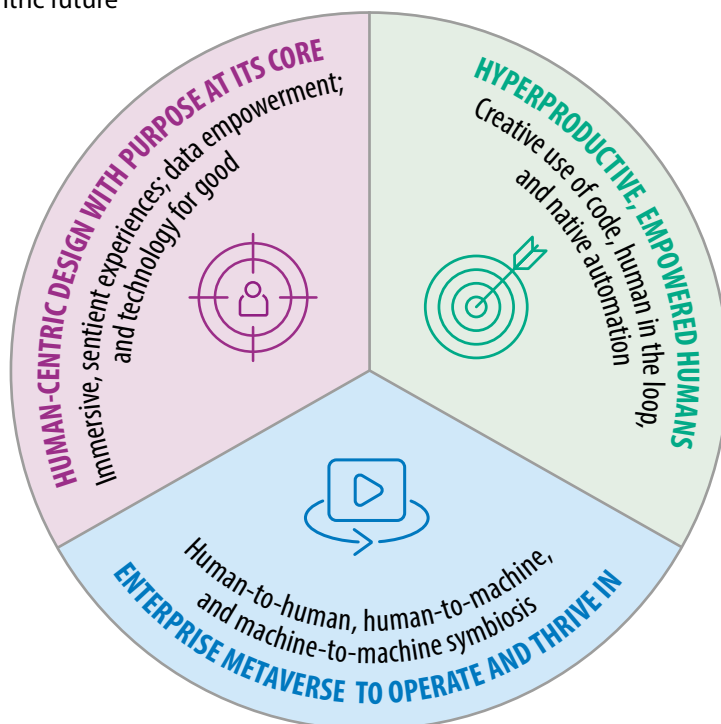 ntric future
HUMAN-CENTRIC DESIGN WITH PURPOSE AT ITS CORE
Immersive, sentient experiences; data empowerment;
and technology for good
HYPERPRODUCTIVE, EMPOWERED HUMANS
Creative use of code, human in the loop,
and native automation
Human-to-human, human-to-machine,
and machine-to-machine symbiosis
ENTERPRISE METAVERSE TO OPERATE AND THRIVE IN